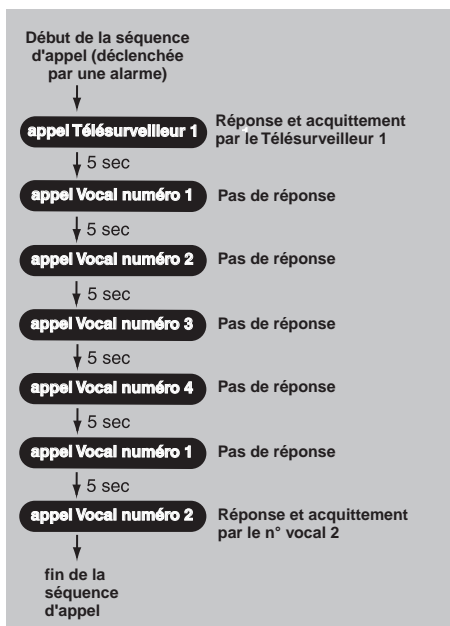 Début de la séquence
d'appel (déclenchée
par une alarme)
appel Télésurveilleur 1
Réponse et acquittement
par le Télésurveilleur 1
5 sec
appel Vocal numéro 1
Pas de réponse
5 sec
appel Vocal numéro 2
Pas de réponse
5 sec
appel Vocal numéro 3
Pas de réponse
5 sec
appel Vocal numéro 4
Pas de réponse
5 sec
appel Vocal numéro 1
Pas de réponse
5 sec
appel Vocal numéro 2
Réponse et acquittement
par le n° vocal 2
fin de la
séquence
d'appel